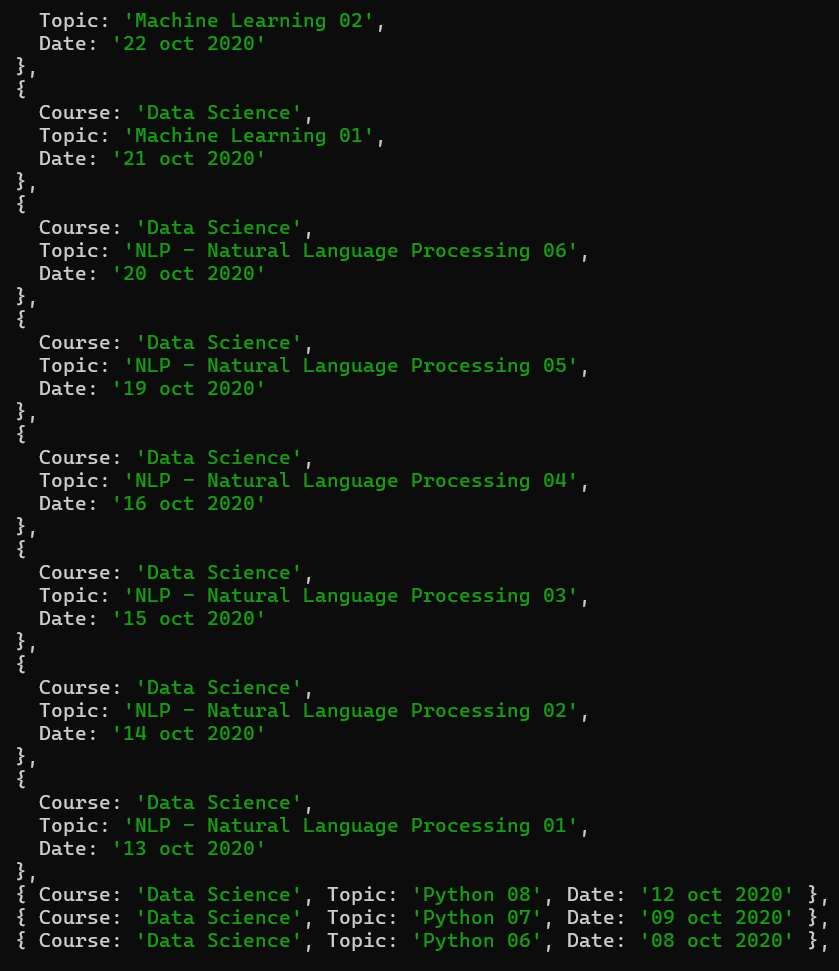 Topic: 'Machine Learning 02',
Date: '22 oct 2020'
},
{
Course: 'Data Science',
Topic: 'Machine Learning 01',
Date: '21 oct 2020'
},
{
Course: 'Data Science',
Topic: 'NLP - Natural Language Processing 06',
Date: '20 oct 2020'
},
{
Course: 'Data Science',
Topic: 'NLP - Natural Language Processing 05',
Date: '19 oct 2020'
},
{
Course: 'Data Science',
Topic: 'NLP - Natural Language Processing 04',
Date: '16 oct 2020'
},
{
Course: 'Data Science',
Topic: 'NLP - Natural Language Processing 03',
Date: '15 oct 2020'
},
{
Course: 'Data Science',
Topic: 'NLP - Natural Language Processing 02',
Date: '14 oct 2020'
},
{
Course: 'Data Science',
Topic: 'NLP - Natural Language Processing 01',
Date: '13 oct 2020'
},
{ Course: 'Data Science', Topic: 'Python 08', Date: '12 oct 2020' },
{ Course: 'Data Science', Topic: 'Python 07', Date: '09 oct 2020' },
{ Course: 'Data Science', Topic: 'Python 06', Date: '08 oct 2020' },